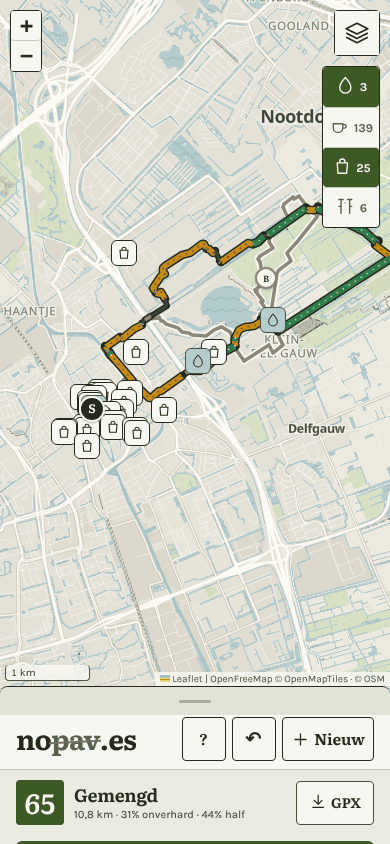 +
−
GOOLAND
Nootdo
3
139
25
6
B
HAANTJE
KLEIN-
GAUW
S
Delfgauw
1 km
Leaflet | OpenFreeMap © OpenMapTiles · © OSM
nopav.es
?
↶
+ Nieuw
65
Gemengd
10,8 km · 31% onverhard · 44% half
GPX